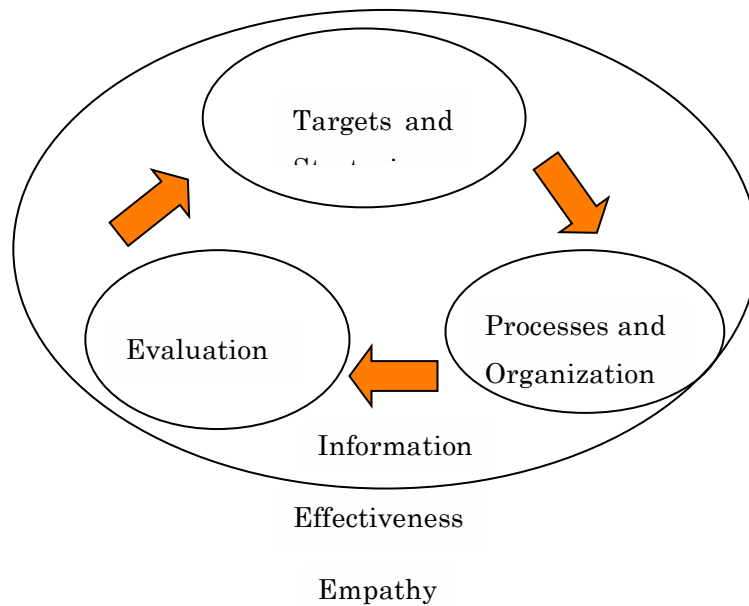 Targets and
Evaluation
Processes and
Organization
Information
Effectiveness
Empathy